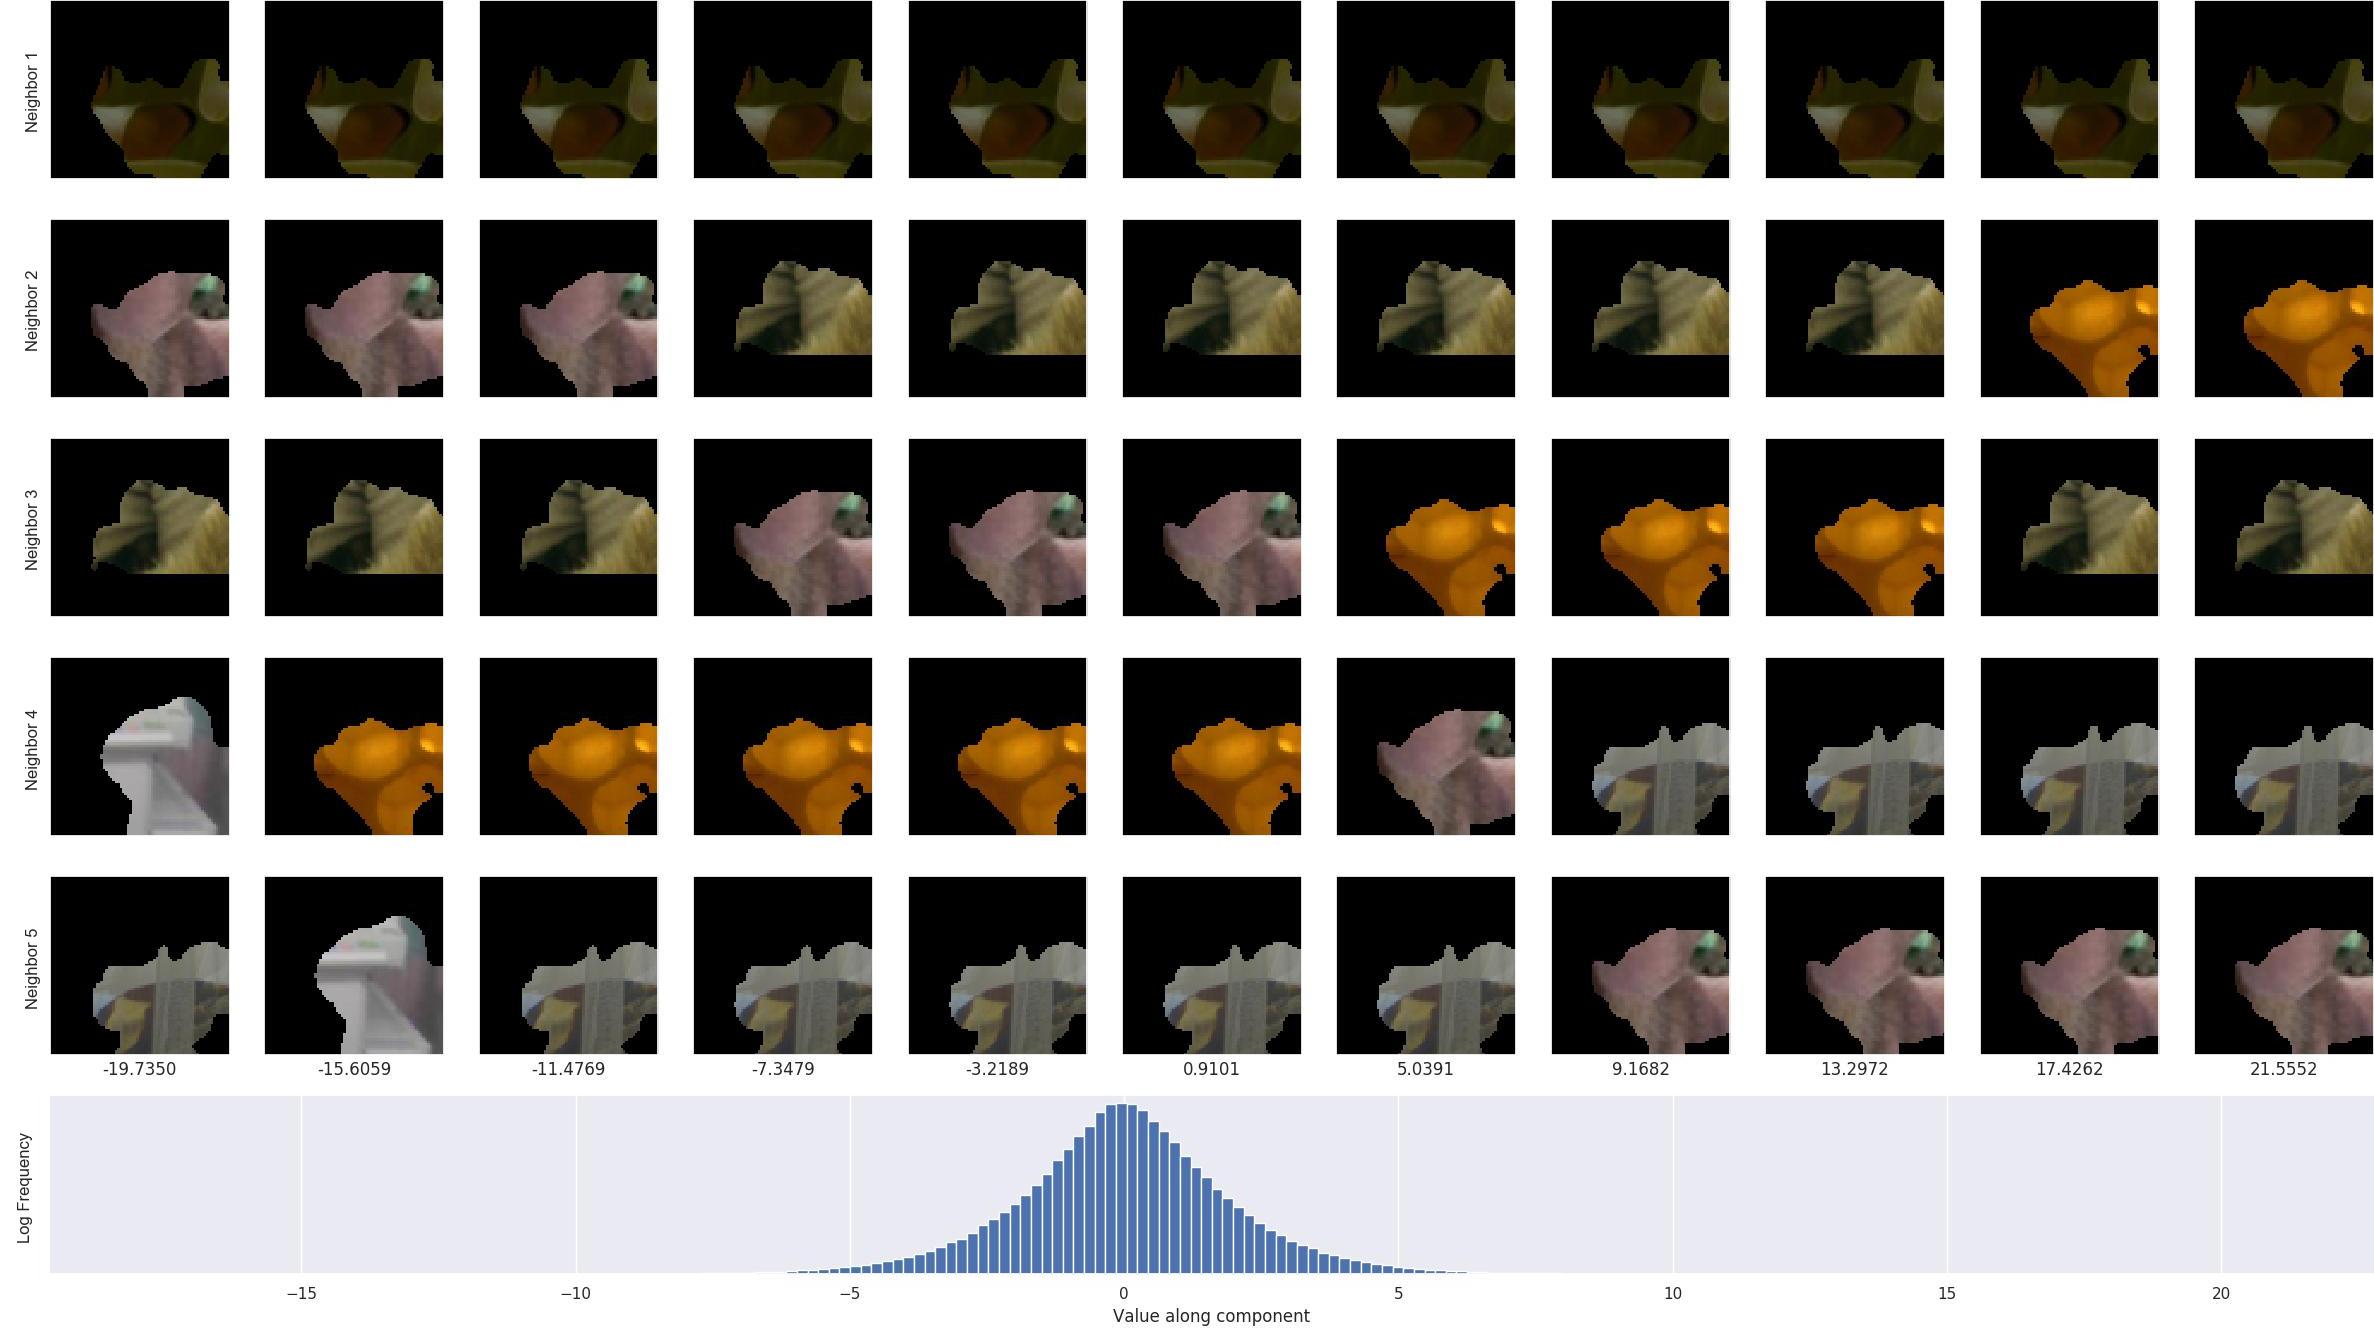 Neighbor 1
Neighbor 2
Neighbor 3
Neighbor 4
Neighbor 5
-19.7350 -15.6059 -11.4769 -7.3479 -3.2189 0.9101 5.0391 9.1682 13.2972 17.4262 21.5552
Log Frequency
−15 −10 −5 0 5 10 15 20
Value along component